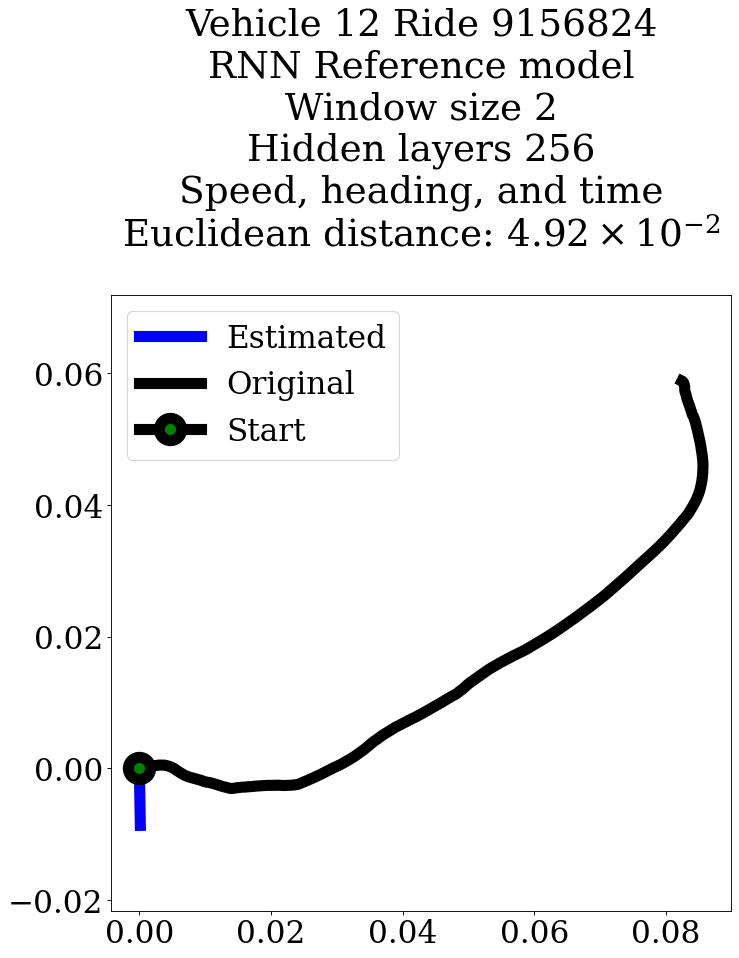 Vehicle 12 Ride 9156824
RNN Reference model
Window size 2
Hidden layers 256
Speed, heading, and time
Euclidean distance: 4.92 × 10⁻²
Estimated
Original
Start
0.06
0.04
0.02
0.00
−0.02
0.00 0.02 0.04 0.06 0.08